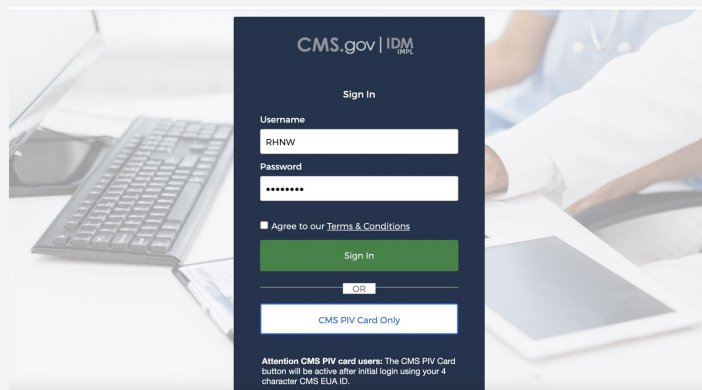 CMS.gov | IDM
IMPL
Sign In
Username
RHNW
Password
••••••••
Agree to our Terms & Conditions
Sign In
OR
CMS PIV Card Only
Attention CMS PIV card users: The CMS PIV Card
button will be active after initial login using your 4
character CMS EUA ID.